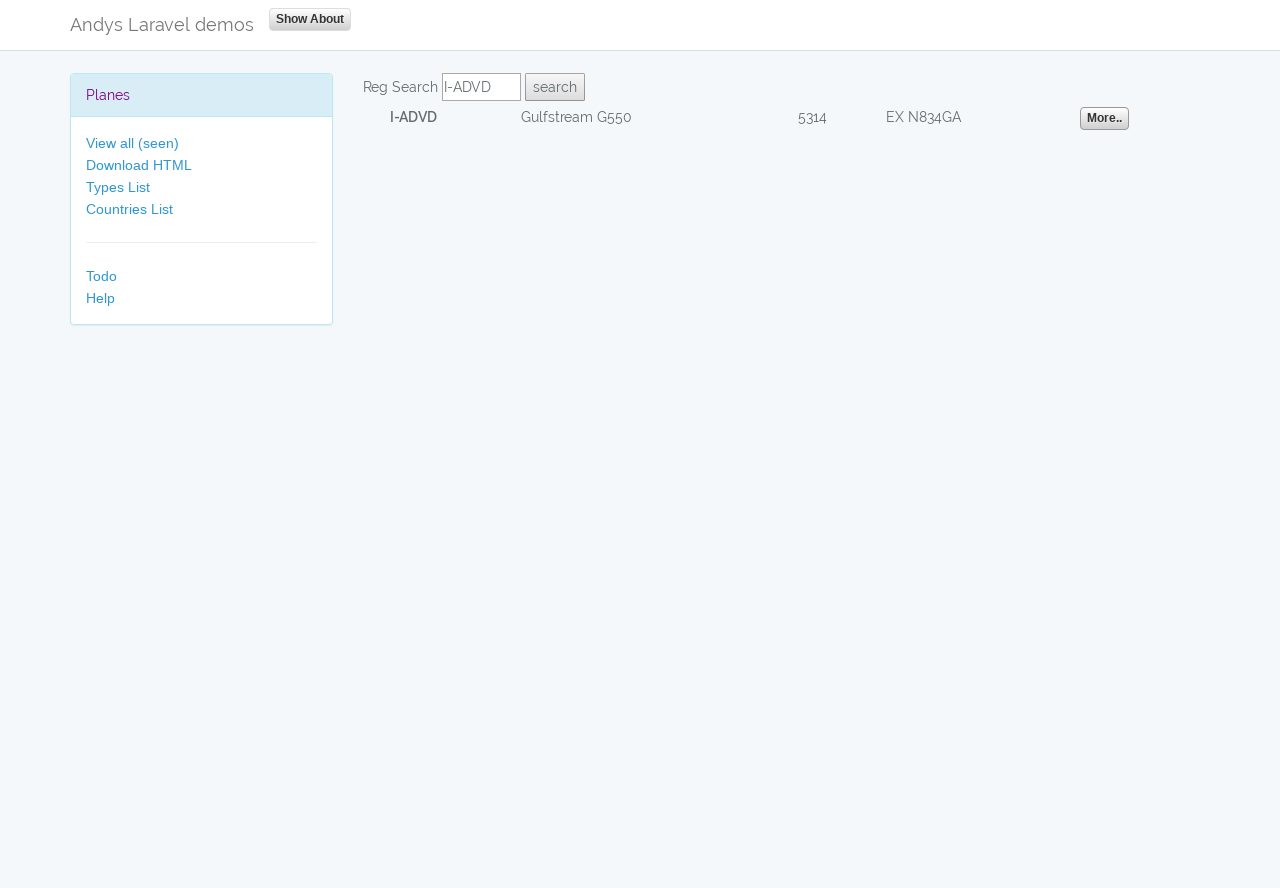 Andys Laravel demos Show About
Planes
View all (seen)
Download HTML
Types List
Countries List
Todo
Help
Reg Search I-ADVD search
I-ADVD Gulfstream G550 5314 EX N834GA More..